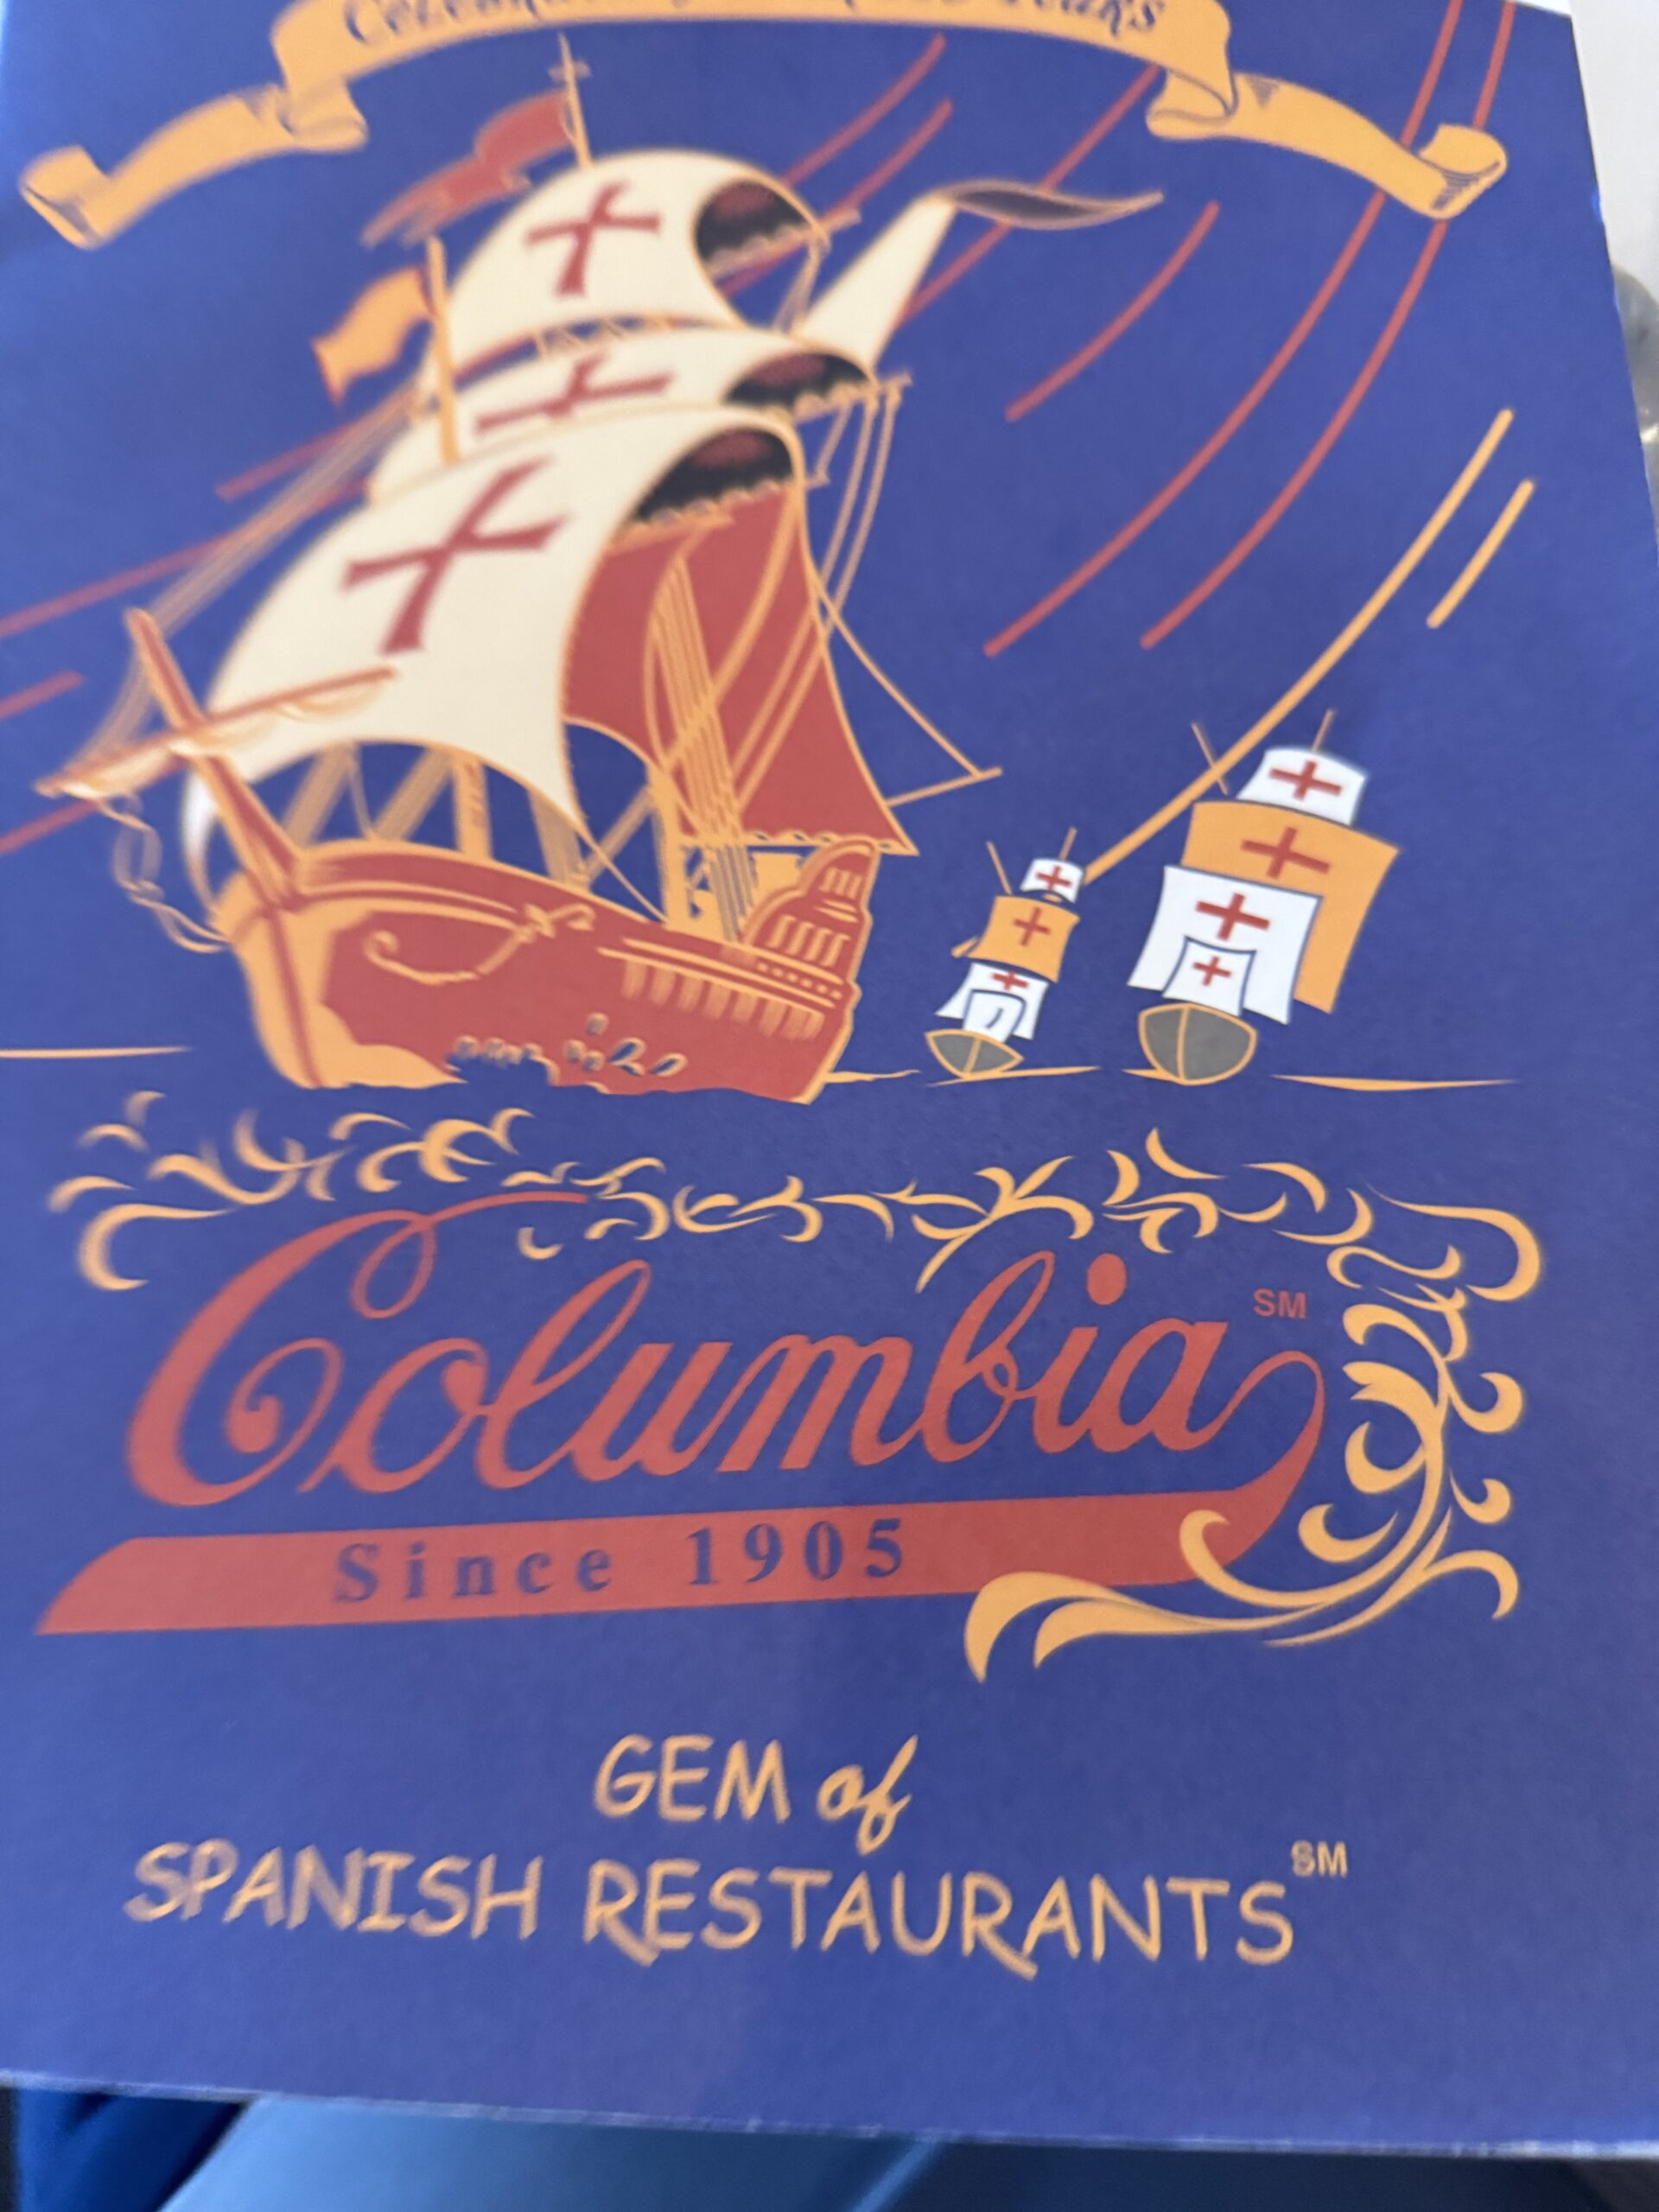 Columbia SM
Since 1905
GEM of
SPANISH RESTAURANTS SM